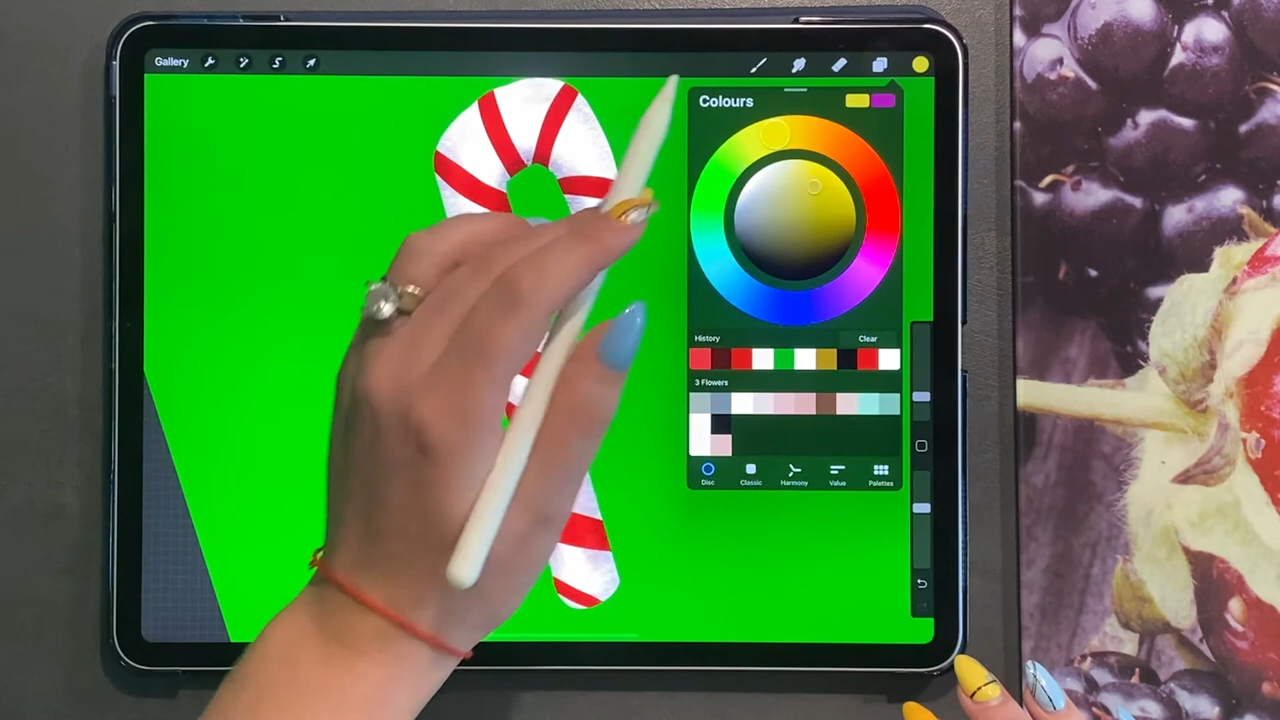 Gallery
Colours
History Clear
3 Flowers
Disc Classic Harmony Value Palettes